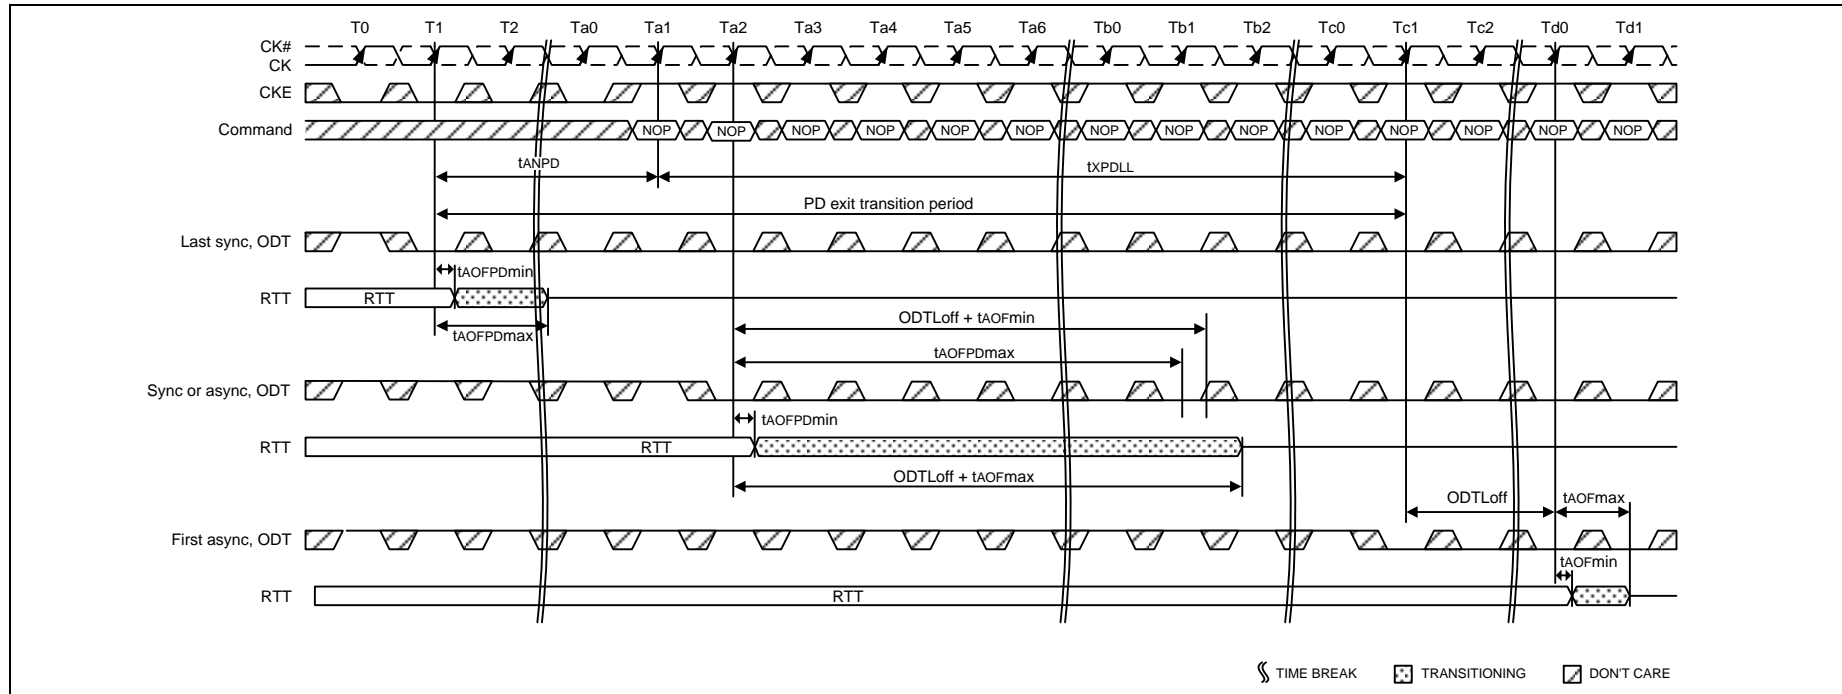 T0 T1 T2 Ta0 Ta1 Ta2 Ta3 Ta4 Ta5 Ta6 Tb0 Tb1 Tb2 Tc0 Tc1 Tc2 Td0 Td1
CK#
CK
CKE
Command NOP NOP NOP NOP NOP NOP NOP NOP NOP NOP NOP NOP NOP NOP
tANPD tXPDLL
PD exit transition period
Last sync, ODT
tAOFPDmin
RTT RTT
tAOFPDmax
ODTLoff + tAOFmin
tAOFPDmax
Sync or async, ODT
tAOFPDmin
RTT RTT
ODTLoff + tAOFmax
ODTLoff tAOFmax
First async, ODT
tAOFmin
RTT RTT
TIME BREAK TRANSITIONING DON'T CARE